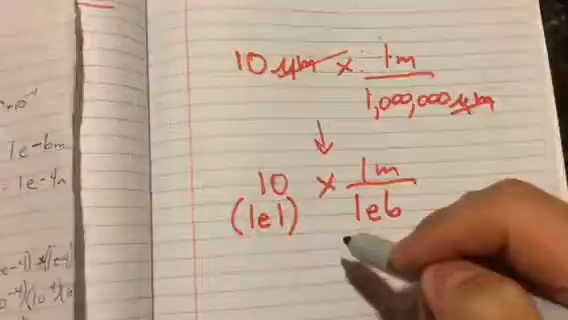 10 μm × 1m
1,000,000 μm
↓
10 × 1m
(1e1) 1e6
1e-6m
= 1e-4m